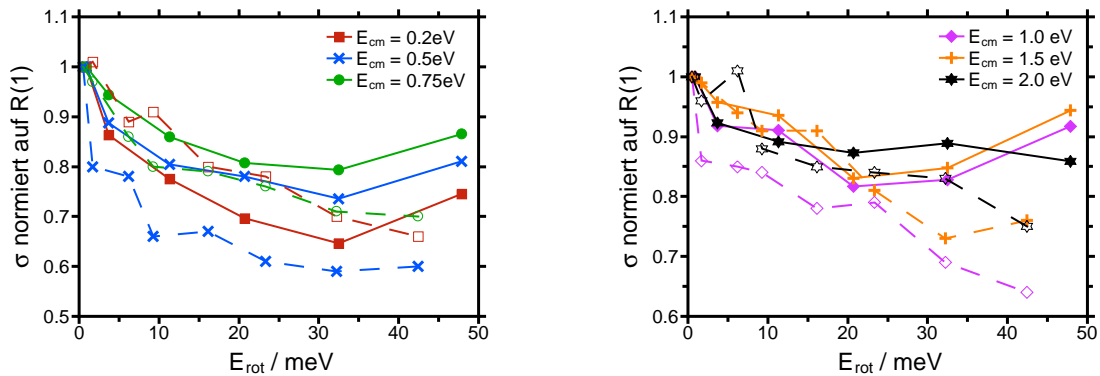 1.1
1
0.9
0.8
0.7
0.6
0.5
σ normiert auf R(1)
E_cm = 0.2eV
E_cm = 0.5eV
E_cm = 0.75eV
0 10 20 30 40 50
E_rot / meV
1.1
1
0.9
0.8
0.7
0.6
σ normiert auf R(1)
E_cm = 1.0 eV
E_cm = 1.5 eV
E_cm = 2.0 eV
0 10 20 30 40 50
E_rot / meV